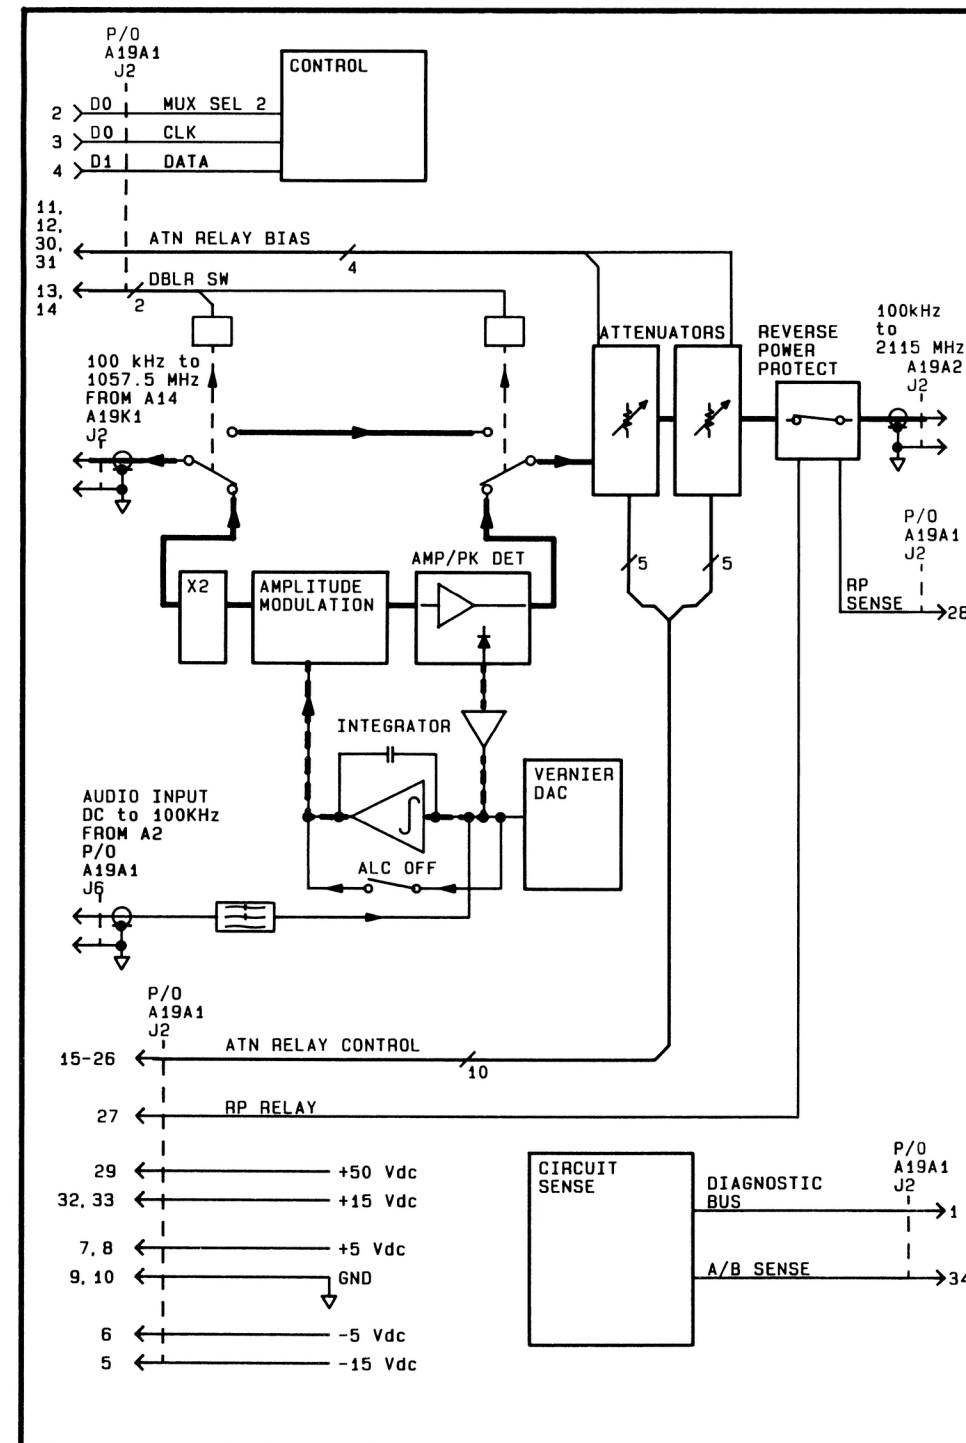 P/O
A19A1
J2
CONTROL
2 D0 MUX SEL 2
3 D0 CLK
4 D1 DATA
11,
12,
30,
31
ATN RELAY BIAS
4
13,
14
DBLR SW
2
100 kHz to
1057.5 MHz
FROM A14
A19K1
J2
ATTENUATORS
REVERSE
POWER
PROTECT
100kHz
to
2115 MHz
A19A2
J2
P/O
A19A1
J2
5
5
RP
SENSE
28
X2
AMPLITUDE
MODULATION
AMP/PK DET
INTEGRATOR
VERNIER
DAC
ALC OFF
AUDIO INPUT
DC to 100KHz
FROM A2
P/O
A19A1
J6
P/O
A19A1
J2
15-26
ATN RELAY CONTROL
10
27
RP RELAY
29 +50 Vdc
32, 33 +15 Vdc
7, 8 +5 Vdc
9, 10 GND
6 -5 Vdc
5 -15 Vdc
CIRCUIT
SENSE
DIAGNOSTIC
BUS
A/B SENSE
P/O
A19A1
J2
1
34